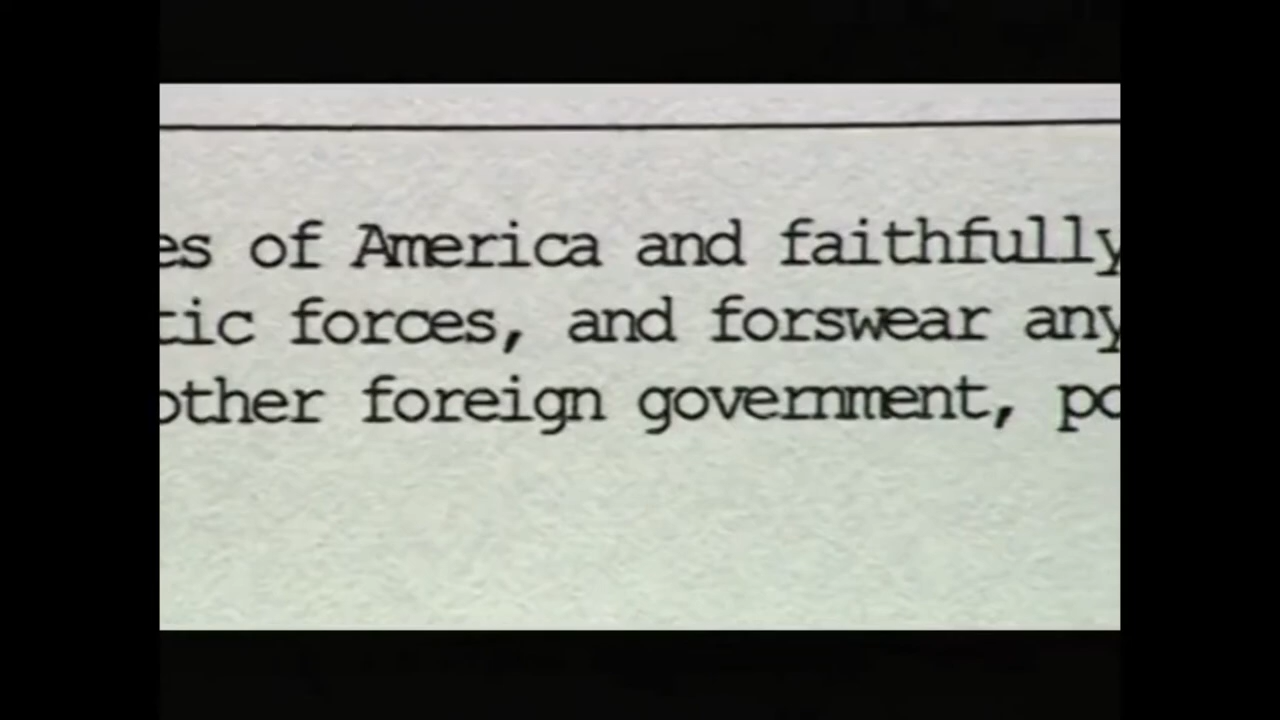 es of America and faithfully
tic forces, and forswear any
other foreign government, po